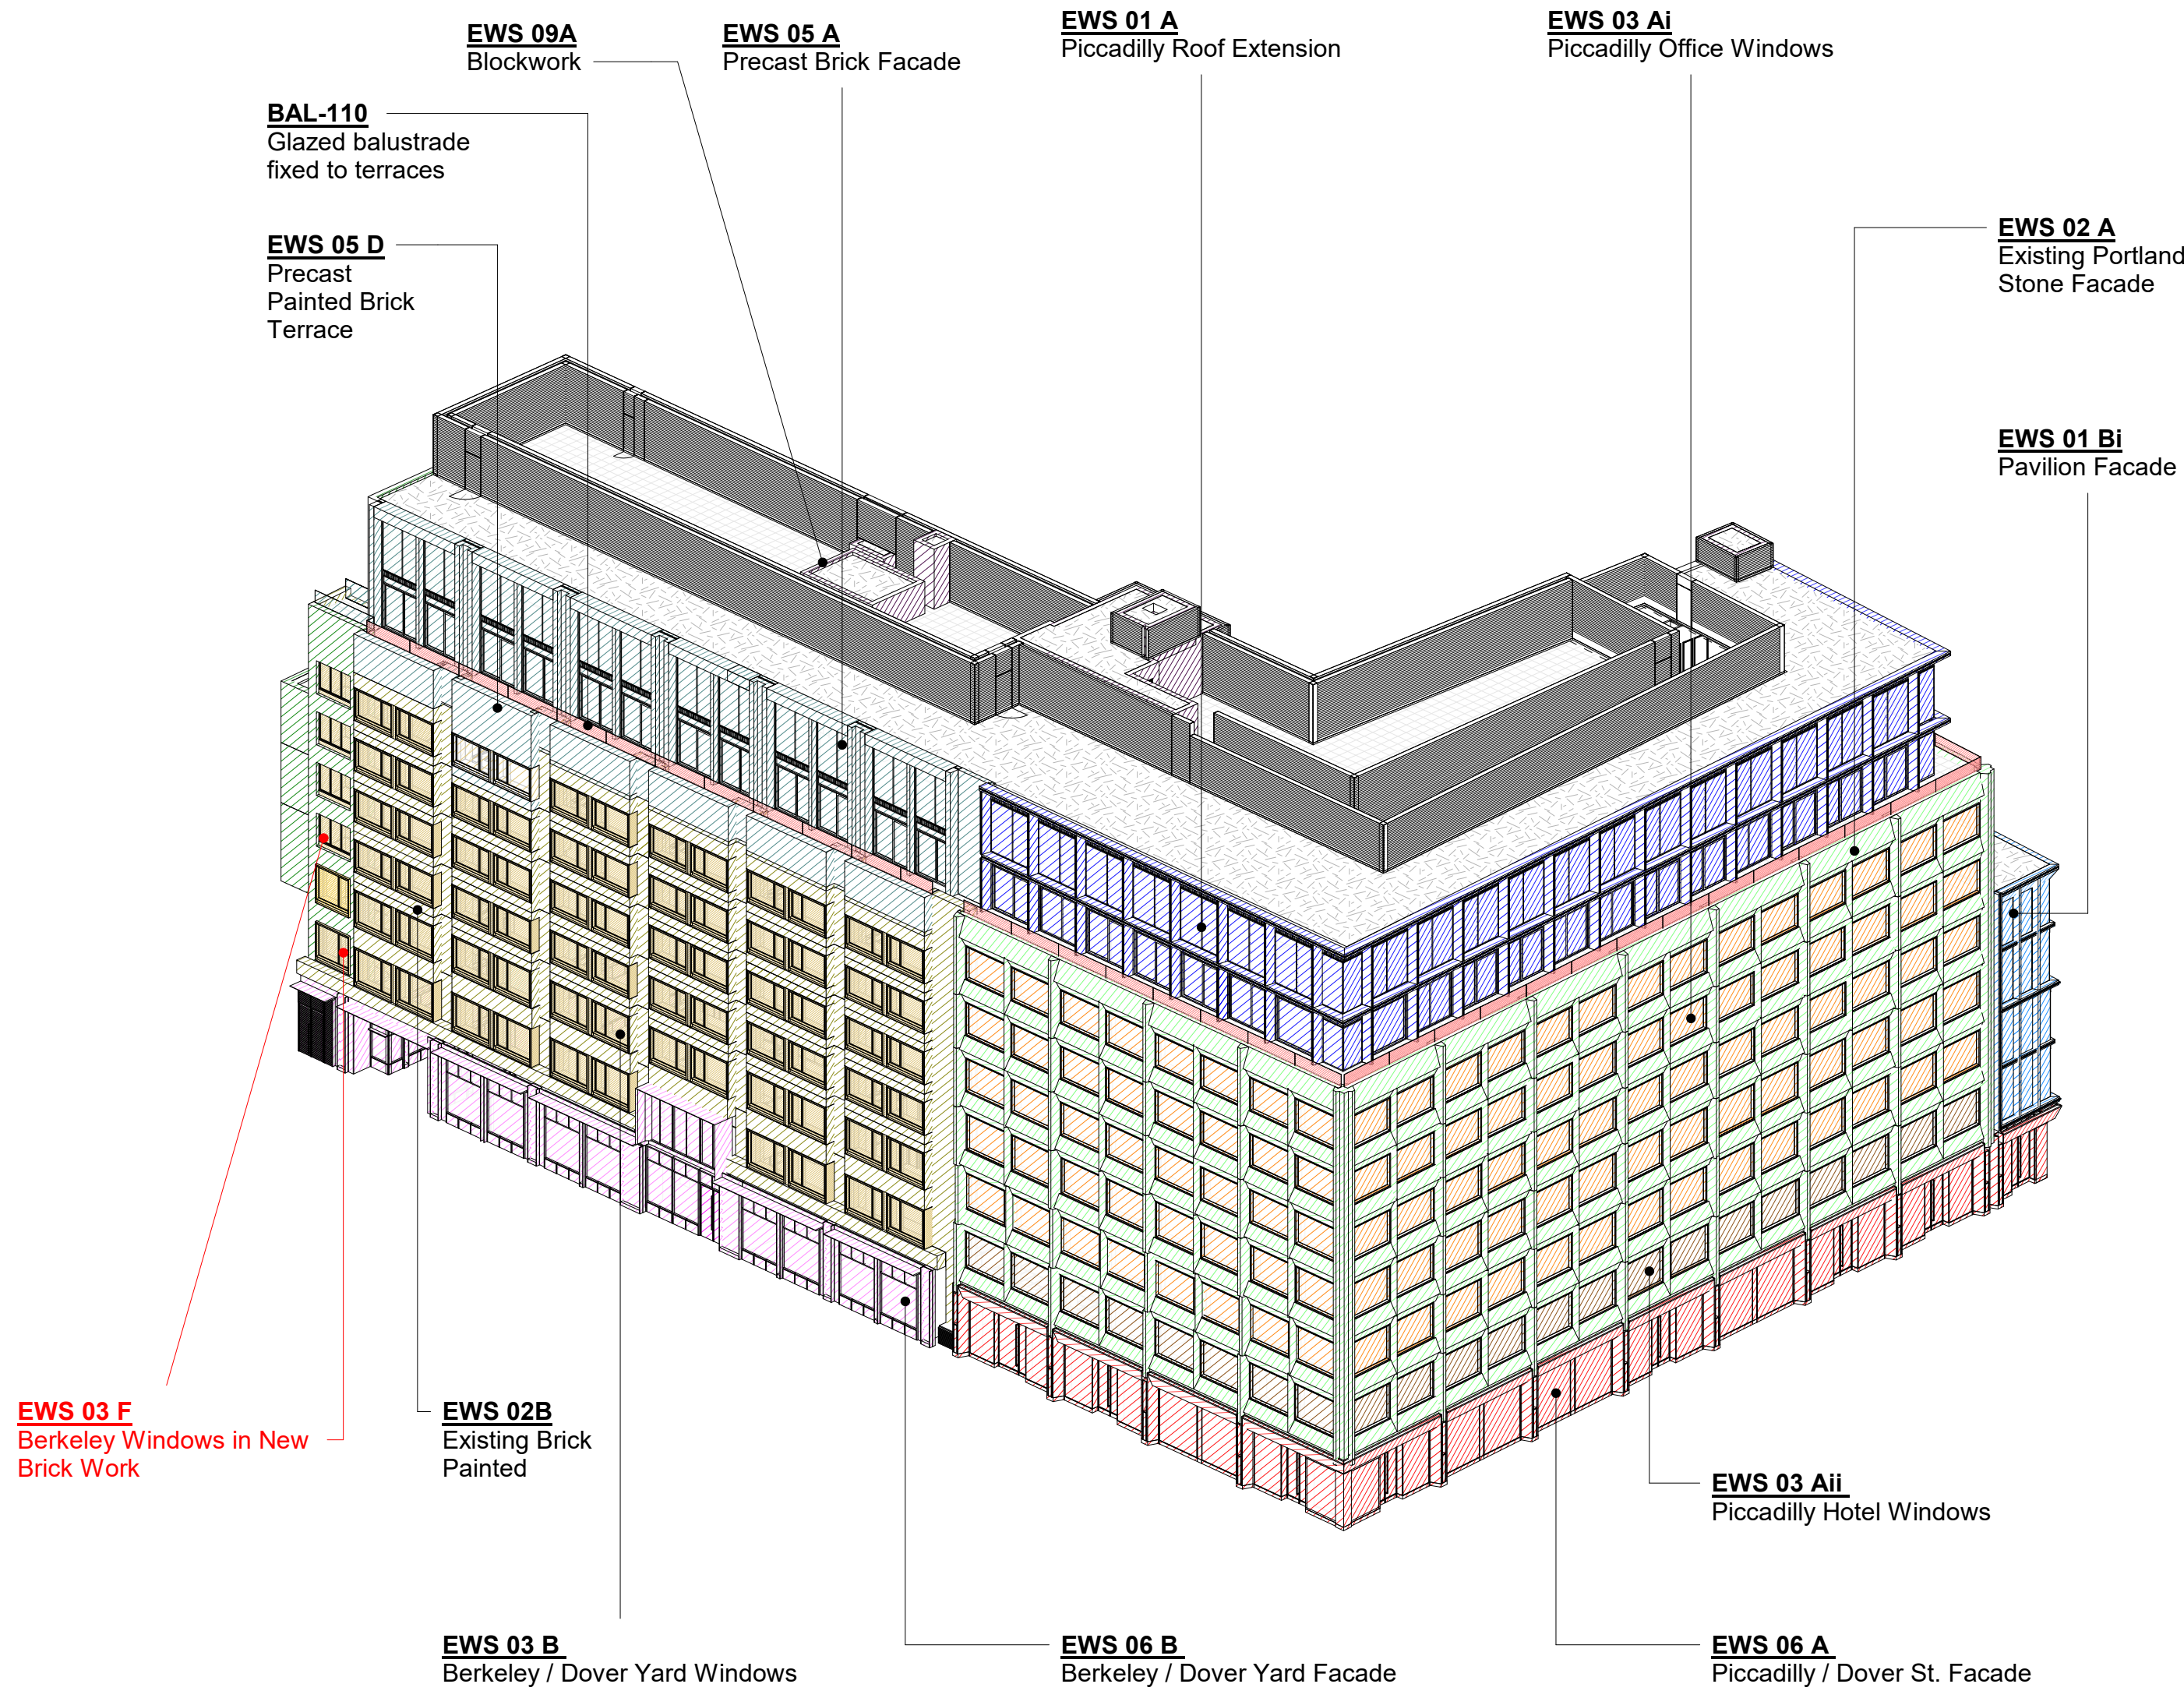 EWS 01 A
Piccadilly Roof Extension
EWS 03 Ai
Piccadilly Office Windows
EWS 09A
Blockwork
EWS 05 A
Precast Brick Facade
BAL-110
Glazed balustrade
fixed to terraces
EWS 02 A
Existing Portland
Stone Facade
EWS 05 D
Precast
Painted Brick
Terrace
EWS 01 Bi
Pavilion Facade
EWS 03 F
Berkeley Windows in New
Brick Work
EWS 02B
Existing Brick
Painted
EWS 03 Aii
Piccadilly Hotel Windows
EWS 03 B
Berkeley / Dover Yard Windows
EWS 06 B
Berkeley / Dover Yard Facade
EWS 06 A
Piccadilly / Dover St. Facade